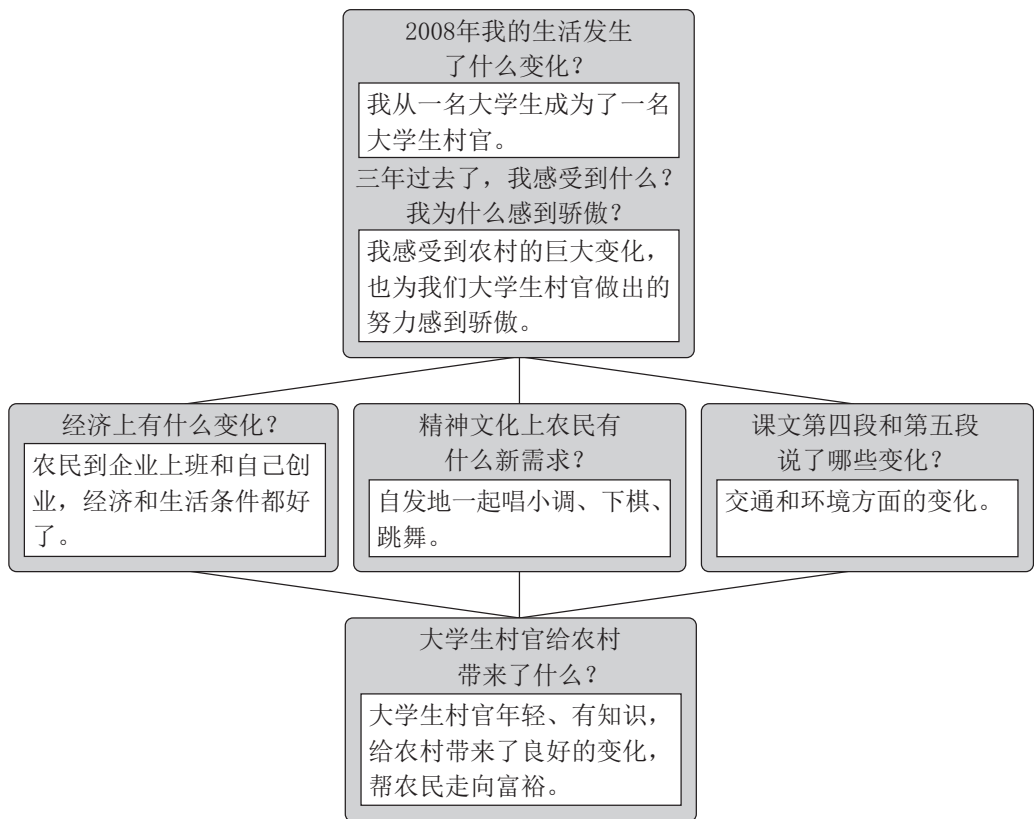 2008年我的生活发生
了什么变化？
我从一名大学生成为了一名
大学生村官。
三年过去了，我感受到什么？
我为什么感到骄傲？
我感受到农村的巨大变化，
也为我们大学生村官做出的
努力感到骄傲。
经济上有什么变化？
农民到企业上班和自己创
业，经济和生活条件都好
了。
精神文化上农民有
什么新需求？
自发地一起唱小调、下棋、
跳舞。
课文第四段和第五段
说了哪些变化？
交通和环境方面的变化。
大学生村官给农村
带来了什么？
大学生村官年轻、有知识，
给农村带来了良好的变化，
帮农民走向富裕。